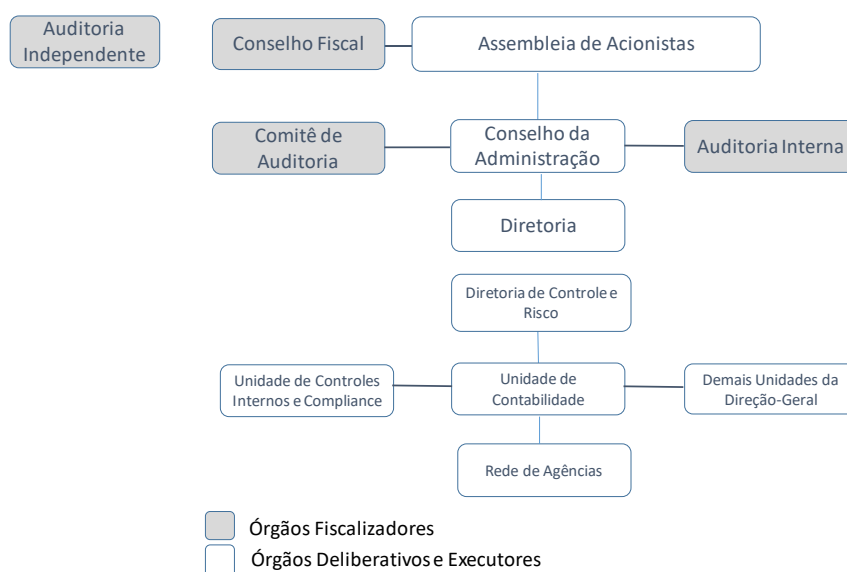 Auditoria
Independente
Conselho Fiscal
Assembleia de Acionistas
Comitê de
Auditoria
Conselho da
Administração
Auditoria Interna
Diretoria
Diretoria de Controle e
Risco
Unidade de Controles
Internos e Compliance
Unidade de
Contabilidade
Demais Unidades da
Direção-Geral
Rede de Agências
Órgãos Fiscalizadores
Órgãos Deliberativos e Executores